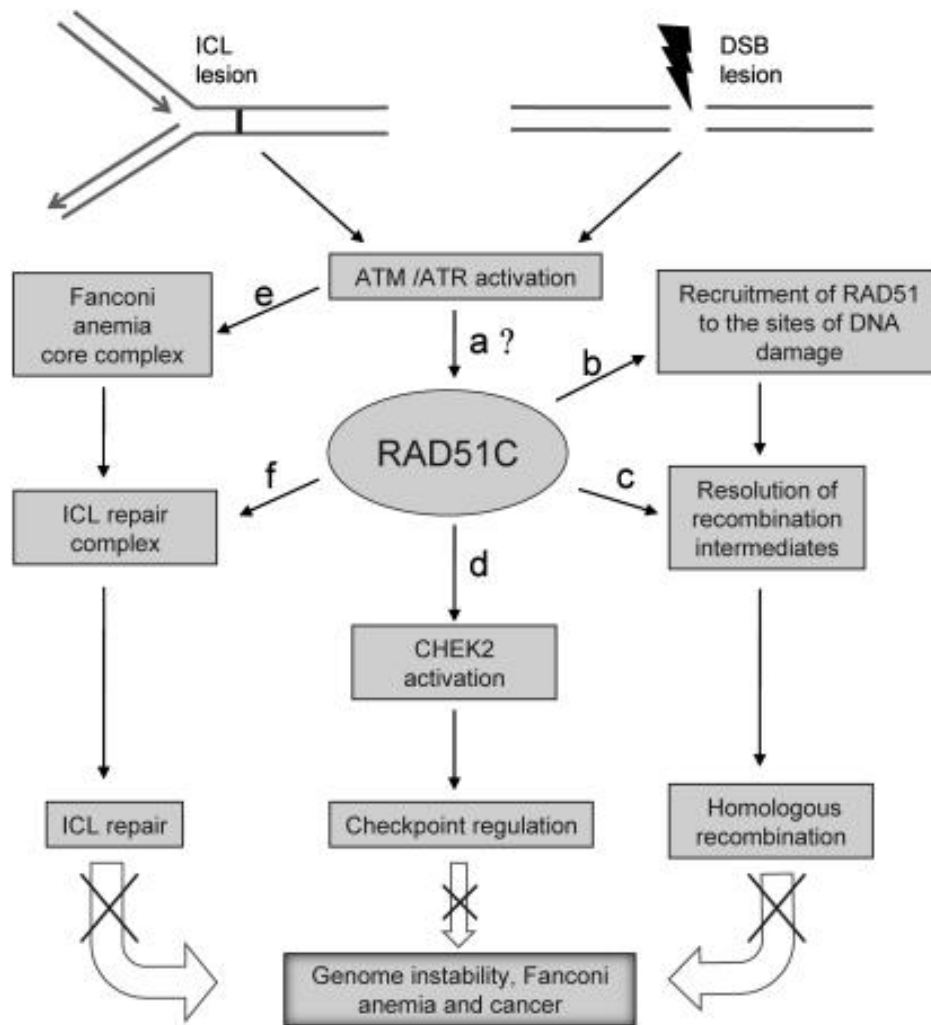 ICL
lesion
DSB
lesion
ATM /ATR activation
Fanconi
anemia
core complex
e
a ?
b
Recruitment of RAD51
to the sites of DNA
damage
RAD51C
f
c
ICL repair
complex
Resolution of
recombination
intermediates
d
CHEK2
activation
ICL repair
Checkpoint regulation
Homologous
recombination
Genome instability, Fanconi
anemia and cancer